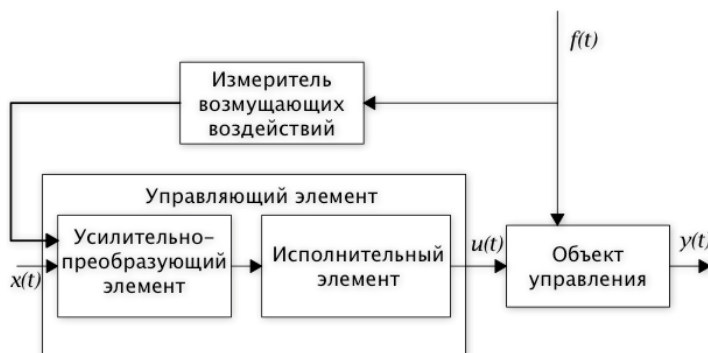 f(t)
Измеритель
возмущающих
воздействий
Управляющий элемент
Усилительно-
преобразующий
элемент
Исполнительный
элемент
x(t)
u(t)
Объект
управления
y(t)